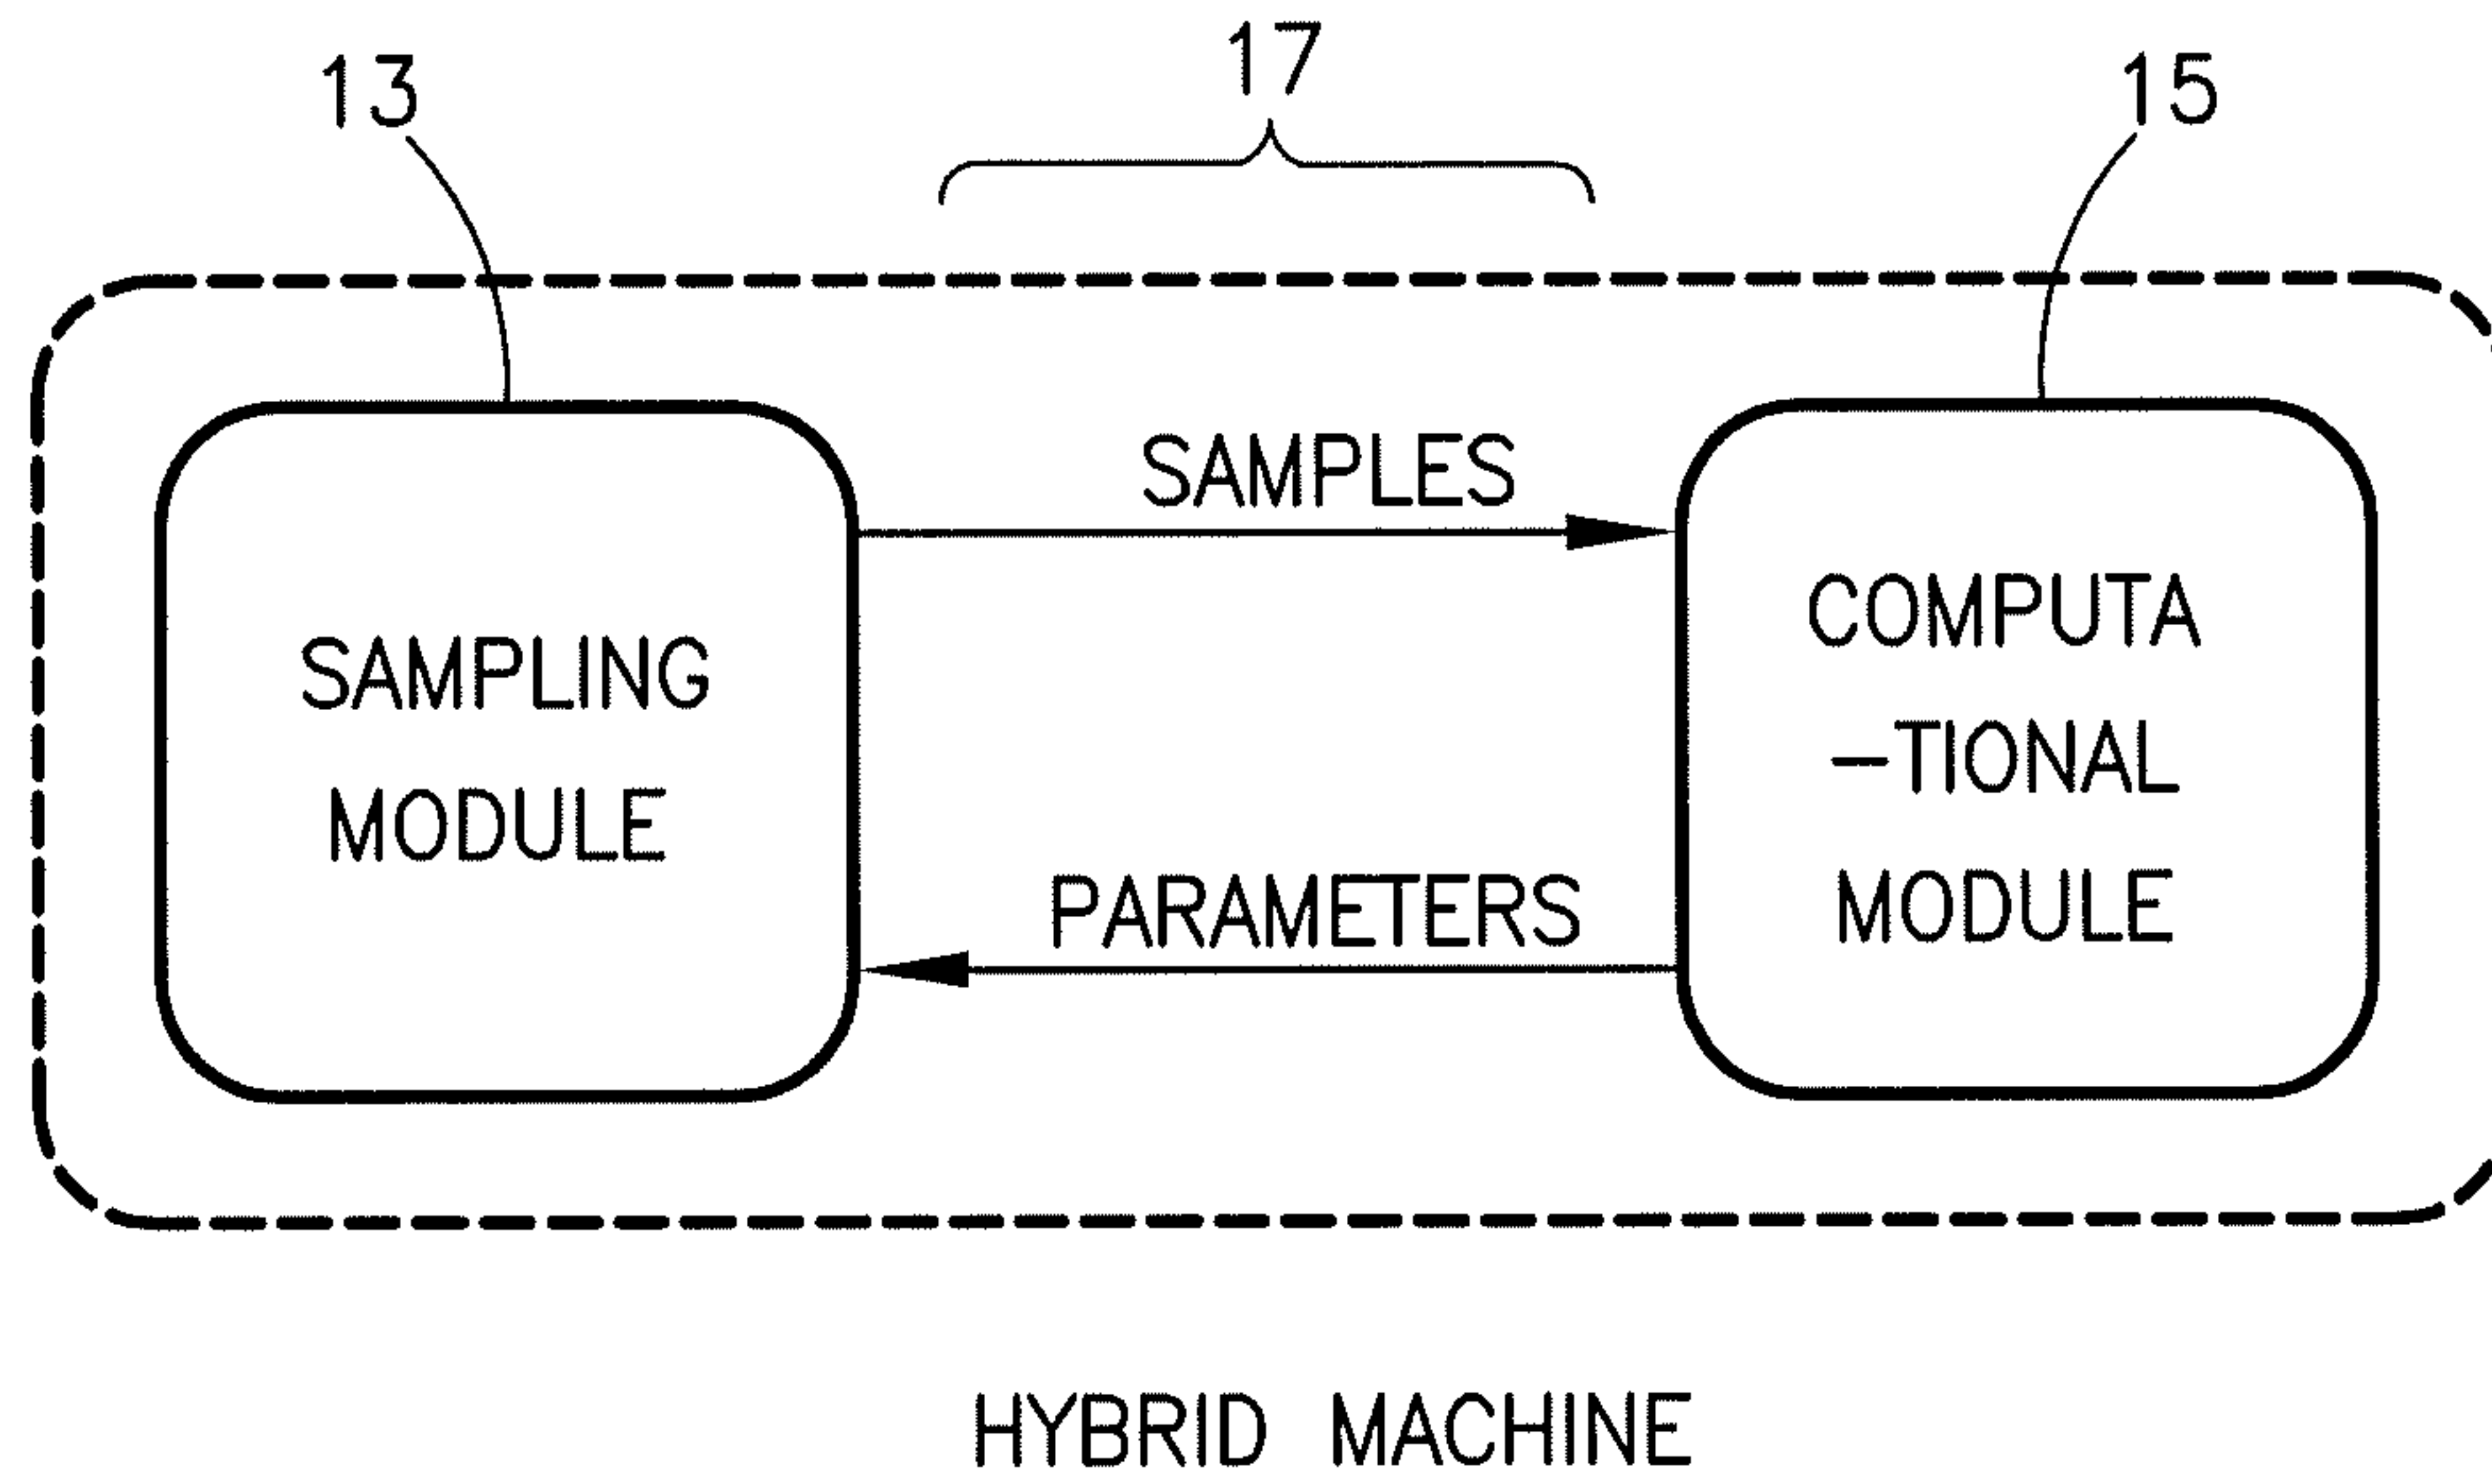 17
13
15
SAMPLES
SAMPLING
MODULE
COMPUTA
-TIONAL
MODULE
PARAMETERS
HYBRID MACHINE